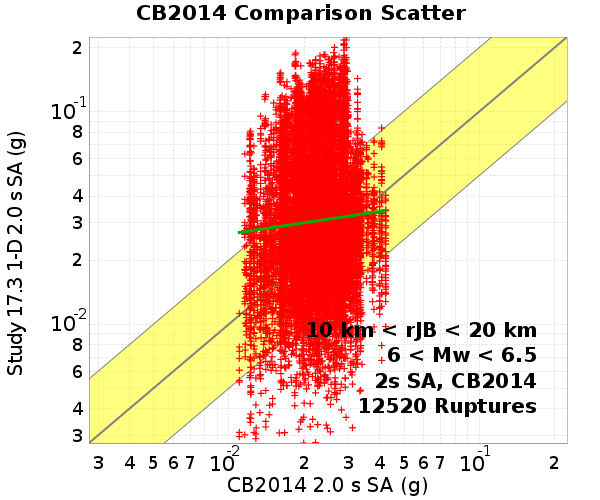 CB2014 Comparison Scatter
Study 17.3 1-D 2.0 s SA (g)
2
10-1
8
6
4
3
2
10-2
8
6
4
3
10 km < rJB < 20 km
6 < Mw < 6.5
2s SA, CB2014
12520 Ruptures
3 4 5 6 7 10-2 2 3 4 5 6 7 10-1 2
CB2014 2.0 s SA (g)